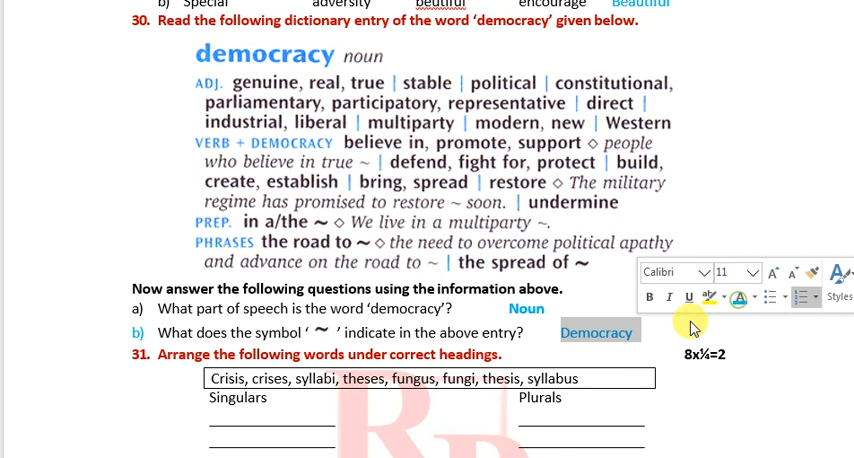 b) Special adversity beutiful encourage Beautiful
30. Read the following dictionary entry of the word ‘democracy’ given below.
democracy noun
ADJ. genuine, real, true | stable | political | constitutional,
parliamentary, participatory, representative | direct |
industrial, liberal | multiparty | modern, new | Western
VERB + DEMOCRACY believe in, promote, support ◇ people
who believe in true ~ | defend, fight for, protect | build,
create, establish | bring, spread | restore ◇ The military
regime has promised to restore ~ soon. | undermine
PREP. in a/the ~ ◇ We live in a multiparty ~.
PHRASES the road to ~ ◇ the need to overcome political apathy
and advance on the road to ~ | the spread of ~
Calibri 11 A A A
B I U aby A Styles
Now answer the following questions using the information above.
a) What part of speech is the word ‘democracy’? Noun
b) What does the symbol ‘ ~ ’ indicate in the above entry? Democracy
31. Arrange the following words under correct headings. 8x¼=2
Crisis, crises, syllabi, theses, fungus, fungi, thesis, syllabus
Singulars Plurals